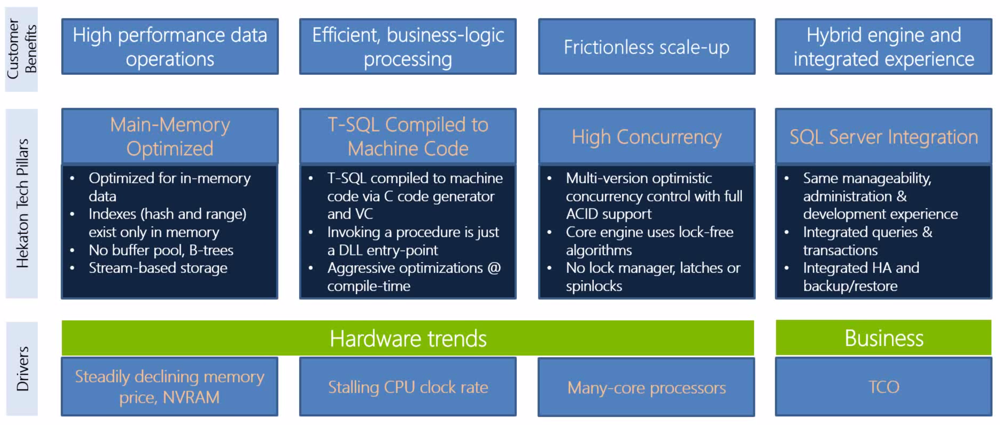 Customer
Benefits
High performance data
operations
Efficient, business-logic
processing
Frictionless scale-up
Hybrid engine and
integrated experience
Hekaton Tech Pillars
Main-Memory
Optimized
• Optimized for in-memory
data
• Indexes (hash and range)
exist only in memory
• No buffer pool, B-trees
• Stream-based storage
T-SQL Compiled to
Machine Code
• T-SQL compiled to machine
code via C code generator
and VC
• Invoking a procedure is just
a DLL entry-point
• Aggressive optimizations @
compile-time
High Concurrency
• Multi-version optimistic
concurrency control with full
ACID support
• Core engine uses lock-free
algorithms
• No lock manager, latches or
spinlocks
SQL Server Integration
• Same manageability,
administration &
development experience
• Integrated queries &
transactions
• Integrated HA and
backup/restore
Drivers
Hardware trends
Business
Steadily declining memory
price, NVRAM
Stalling CPU clock rate
Many-core processors
TCO